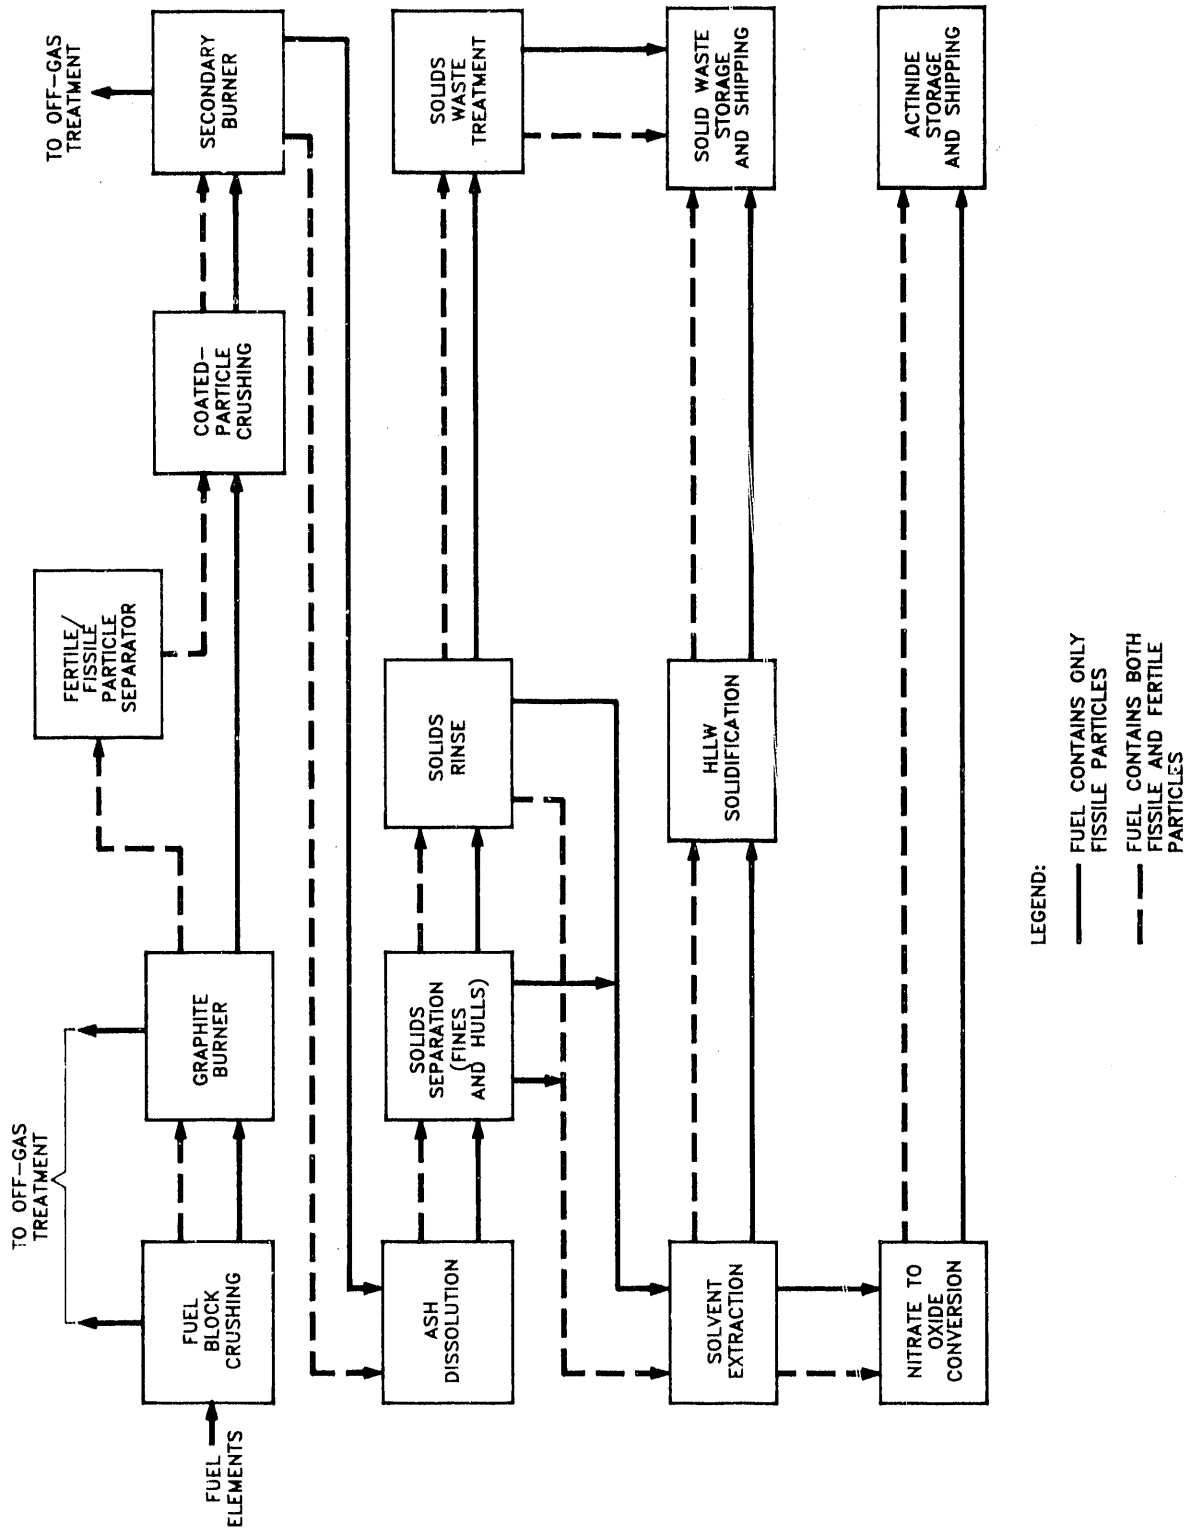 FUEL
ELEMENTS
FUEL
BLOCK
CRUSHING
TO OFF-GAS
TREATMENT
GRAPHITE
BURNER
FERTILE/
FISSILE
PARTICLE
SEPARATOR
COATED-
PARTICLE
CRUSHING
SECONDARY
BURNER
TO OFF-GAS
TREATMENT
ASH
DISSOLUTION
SOLIDS
SEPARATION
(FINES
AND HULLS)
SOLIDS
RINSE
SOLIDS
WASTE
TREATMENT
SOLVENT
EXTRACTION
HLLW
SOLIDIFICATION
SOLID WASTE
STORAGE
AND SHIPPING
NITRATE TO
OXIDE
CONVERSION
ACTINIDE
STORAGE
AND SHIPPING
LEGEND:
FUEL CONTAINS ONLY
FISSILE PARTICLES
FUEL CONTAINS BOTH
FISSILE AND FERTILE
PARTICLES